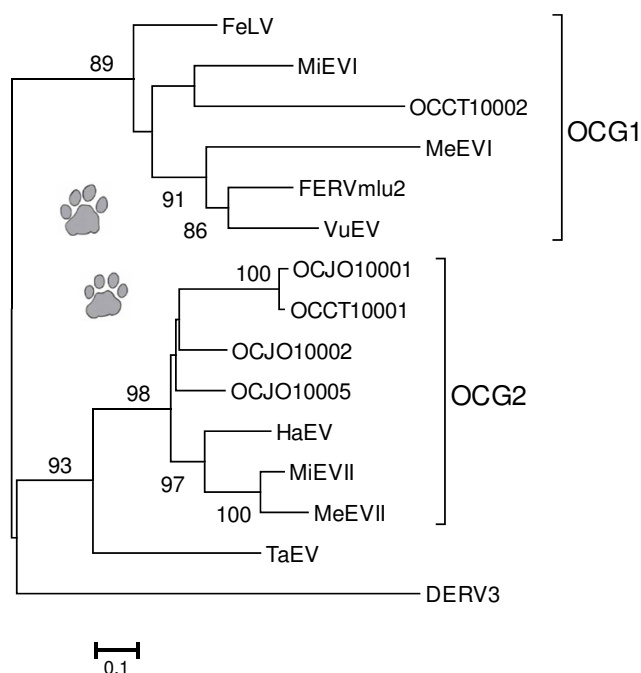 FeLV
89
MiEVI
OCCT10002
OCG1
MeEVI
FERVmlu2
91
86
VuEV
100
OCJO10001
OCCT10001
OCJO10002
OCJO10005
98
OCG2
HaEV
93
MiEVII
97
100
MeEVII
TaEV
DERV3
0.1